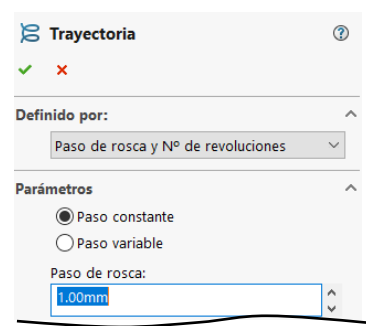 Trayectoria
Definido por:
Paso de rosca y Nº de revoluciones
Parámetros
Paso constante
Paso variable
Paso de rosca:
1.00mm